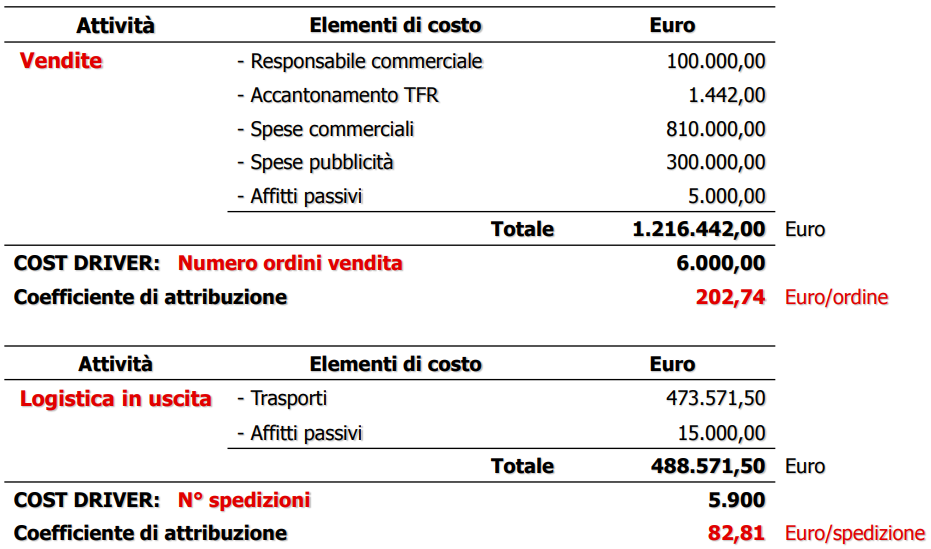 Attività Elementi di costo Euro
Vendite - Responsabile commerciale 100.000,00
- Accantonamento TFR 1.442,00
- Spese commerciali 810.000,00
- Spese pubblicità 300.000,00
- Affitti passivi 5.000,00
Totale 1.216.442,00 Euro
COST DRIVER: Numero ordini vendita 6.000,00
Coefficiente di attribuzione 202,74 Euro/ordine
Attività Elementi di costo Euro
Logistica in uscita - Trasporti 473.571,50
- Affitti passivi 15.000,00
Totale 488.571,50 Euro
COST DRIVER: N° spedizioni 5.900
Coefficiente di attribuzione 82,81 Euro/spedizione